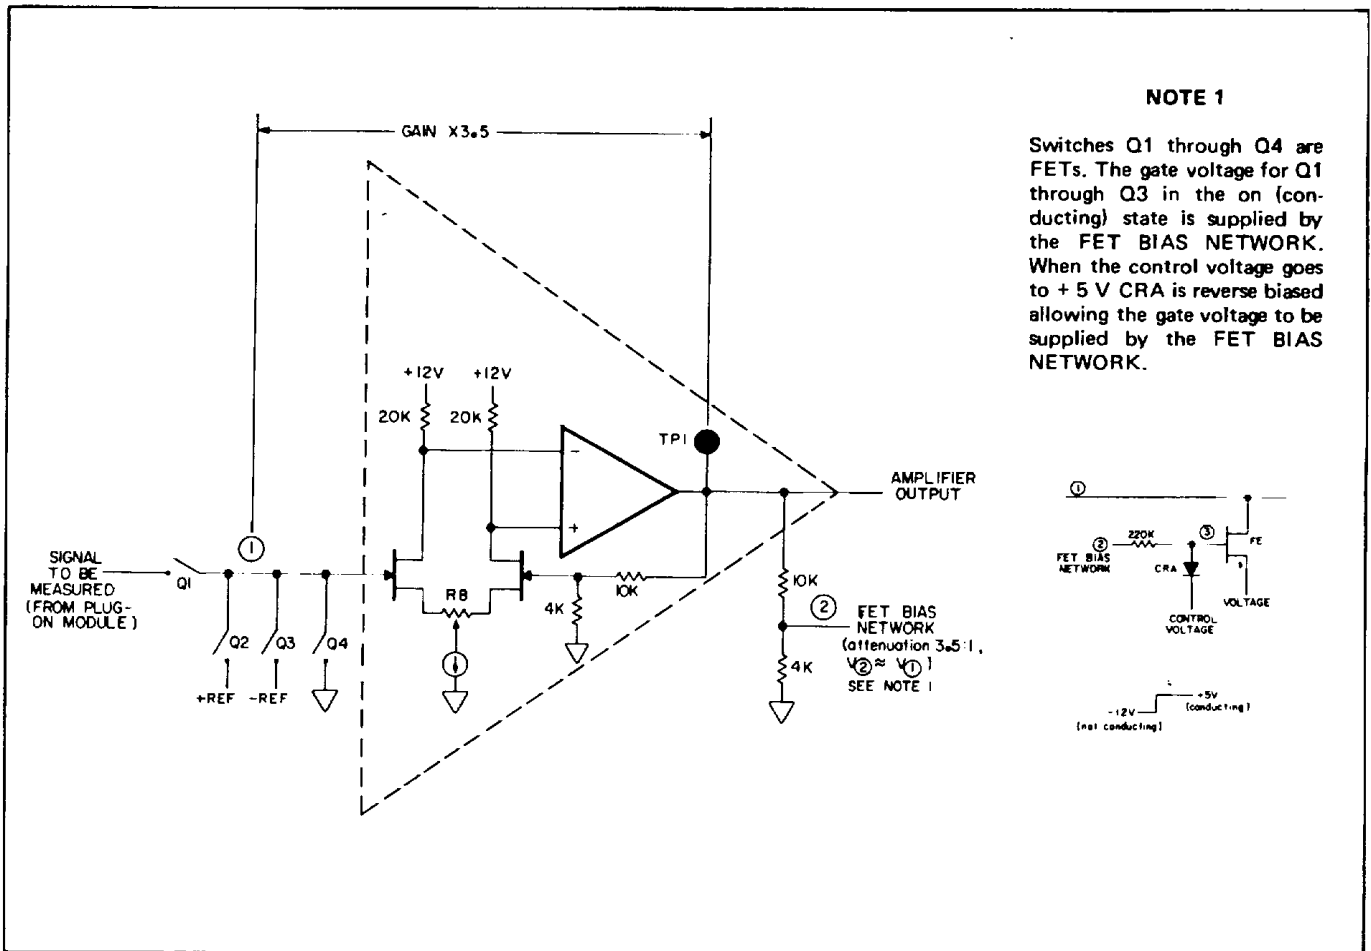 NOTE 1
Switches Q1 through Q4 are
FETs. The gate voltage for Q1
through Q3 in the on (con-
ducting) state is supplied by
the FET BIAS NETWORK.
When the control voltage goes
to + 5 V CRA is reverse biased
allowing the gate voltage to be
supplied by the FET BIAS
NETWORK.
GAIN X3.5
+12V +12V
20K 20K
TP1
-
+
AMPLIFIER
OUTPUT
1
SIGNAL
TO BE
MEASURED
(FROM PLUG-
ON MODULE)
Q1
Q2 Q3 Q4
+REF -REF
R8
4K
10K
10K
2
FET BIAS
NETWORK
(attenuation 3.5:1,
V2 ≈ V1)
SEE NOTE 1
4K
1
2 220K 3
FET BIAS
NETWORK
CRA
FE
VOLTAGE
CONTROL
VOLTAGE
-12V
(not conducting)
+5V
(conducting)